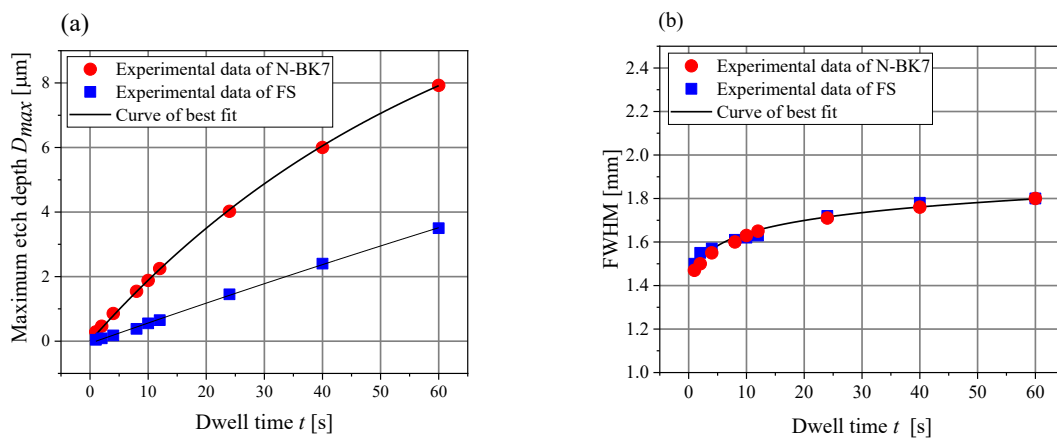 (a)
Maximum etch depth Dmax [µm]
8
6
4
2
0
Experimental data of N-BK7
Experimental data of FS
Curve of best fit
0 10 20 30 40 50 60
Dwell time t [s]
(b)
FWHM [mm]
2.4
2.2
2.0
1.8
1.6
1.4
1.2
1.0
Experimental data of N-BK7
Experimental data of FS
Curve of best fit
0 10 20 30 40 50 60
Dwell time t [s]